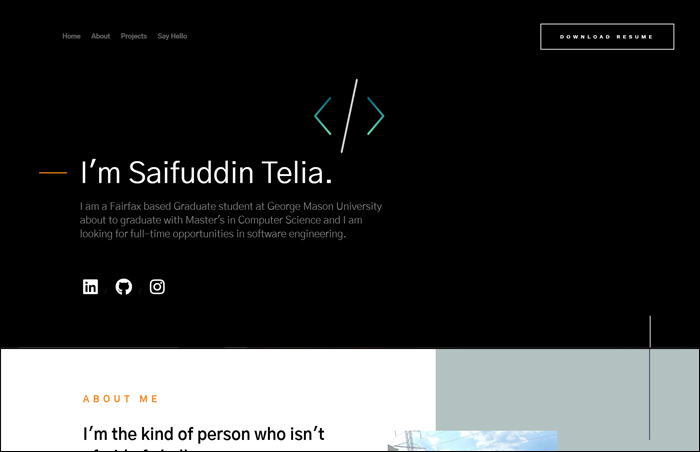 Home About Projects Say Hello
DOWNLOAD RESUME
I'm Saifuddin Telia.
I am a Fairfax based Graduate student at George Mason University
about to graduate with Master's in Computer Science and I am
looking for full-time opportunities in software engineering.
ABOUT ME
I'm the kind of person who isn't